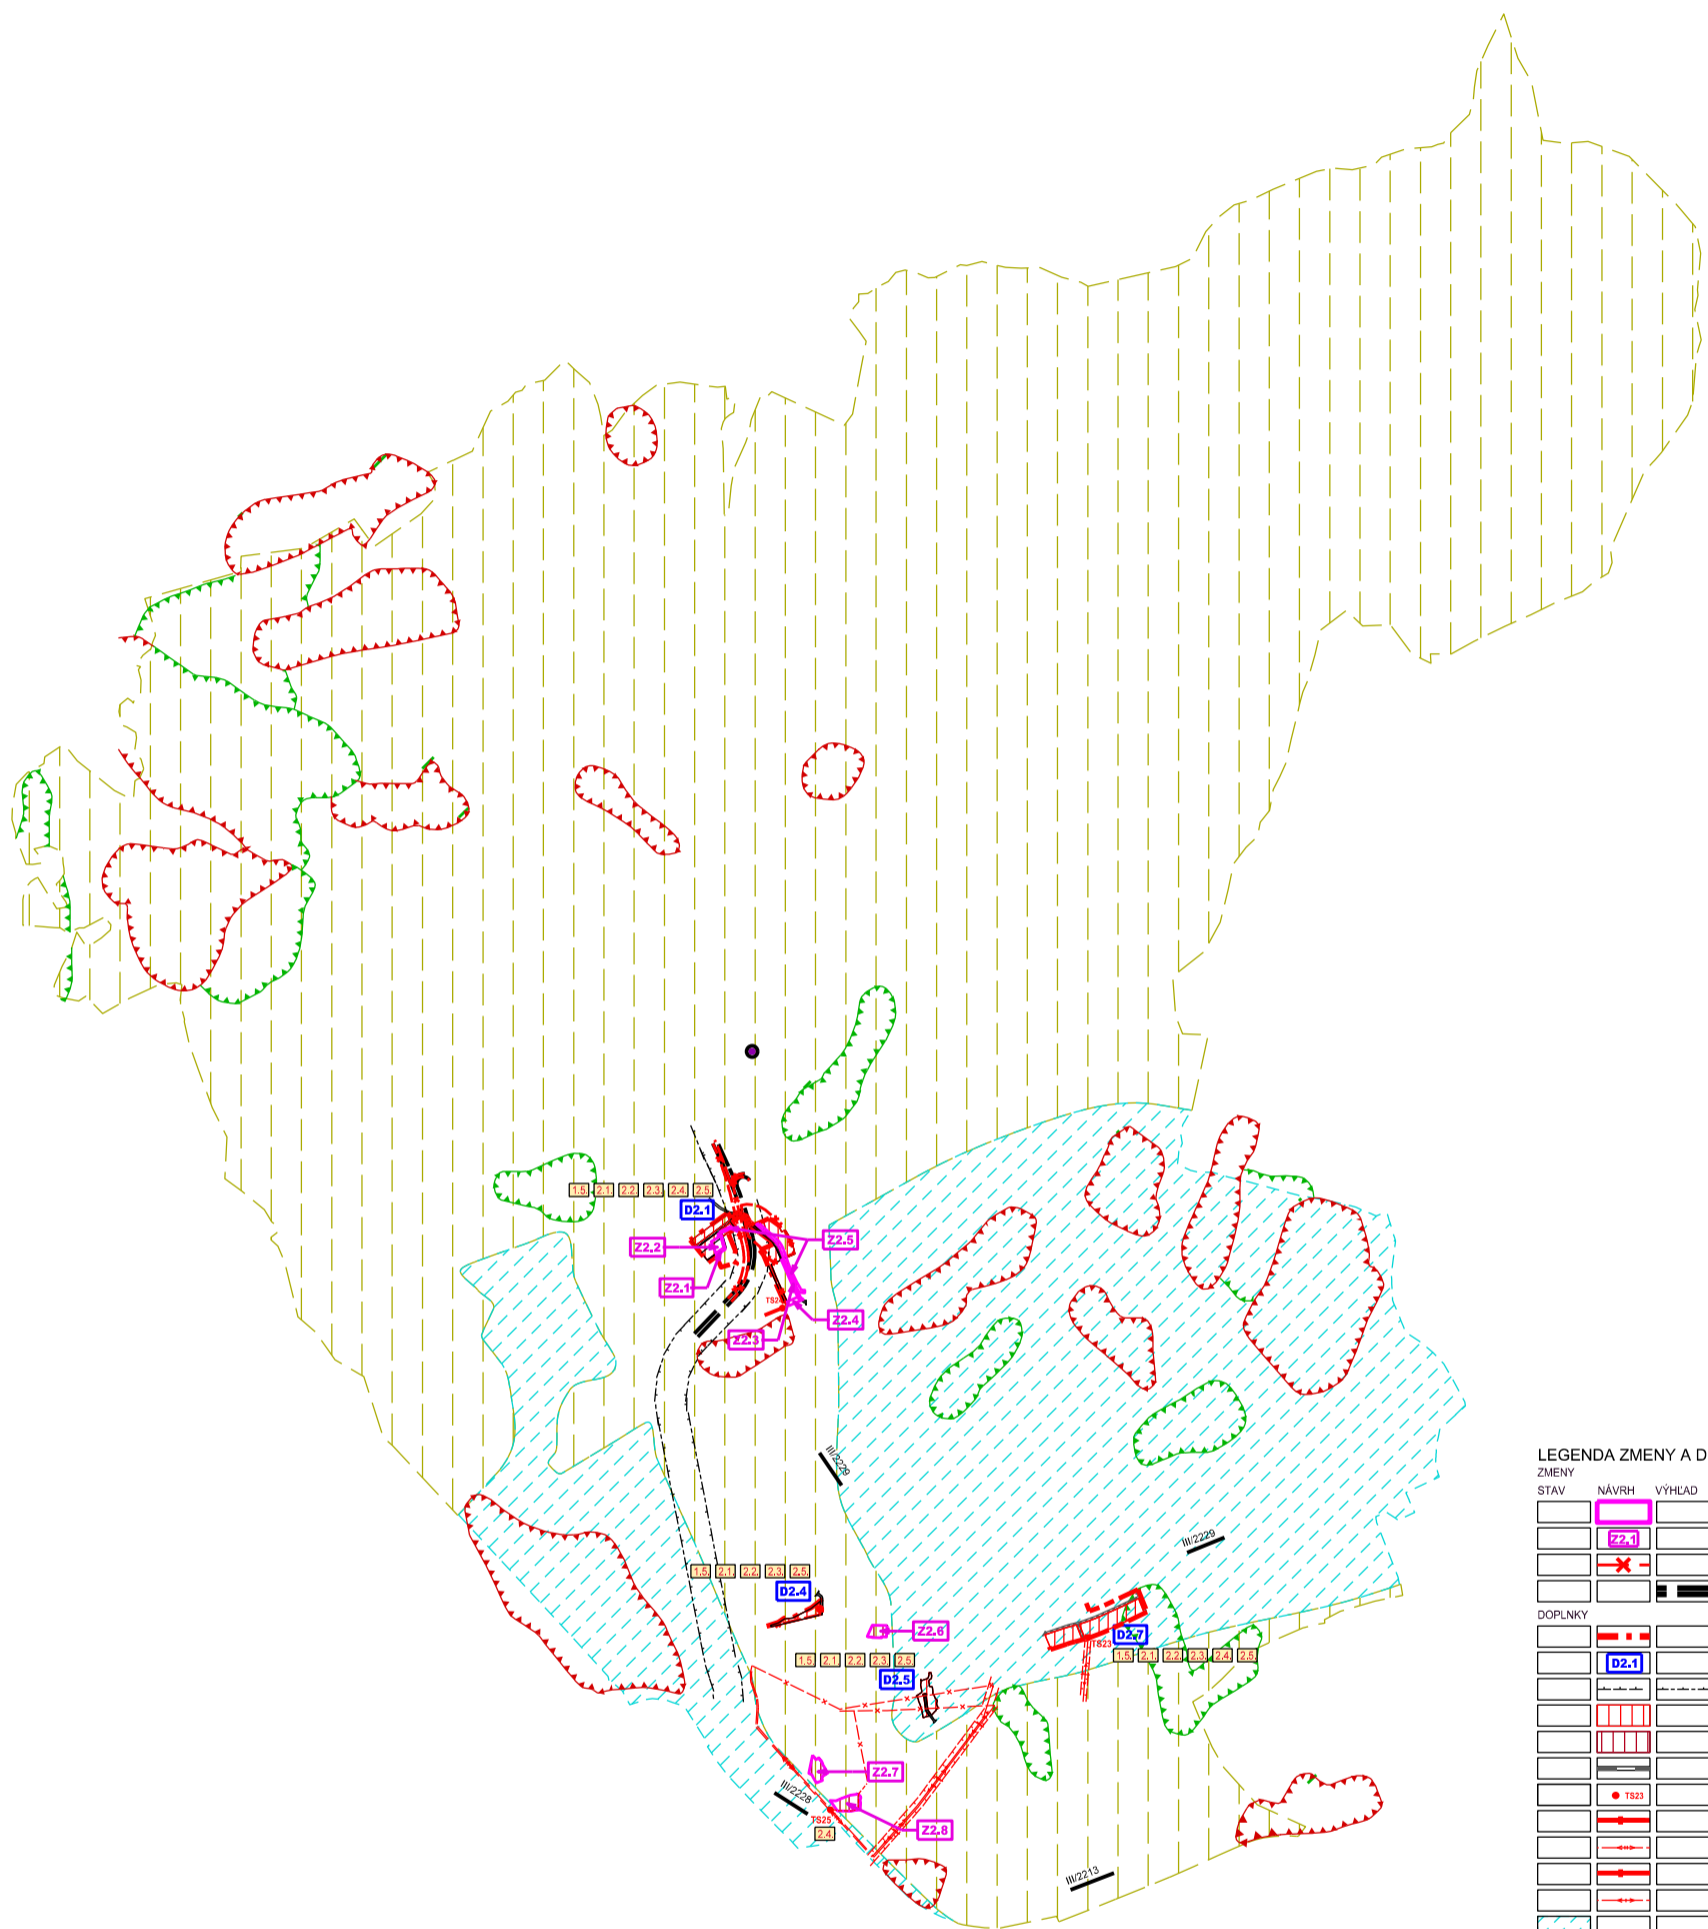 1.5. 2.1. 2.2. 2.3. 2.4. 2.5.
D2.1
Z2.2
Z2.5
Z2.1
TS24
Z2.4
Z2.3
III/2229
III/2229
1.5. 2.1. 2.2. 2.3. 2.5.
D2.4
Z2.6
D2.7
TS23
1.5. 2.1. 2.2. 2.3. 2.5.
1.5. 2.1. 2.2. 2.3. 2.4. 2.5.
D2.5
Z2.7
III/2228
TS25
2.4.
Z2.8
III/2213
LEGENDA ZMENY A D
ZMENY
STAV NÁVRH VÝHĽAD
Z2.1
DOPLNKY
D2.1
TS23